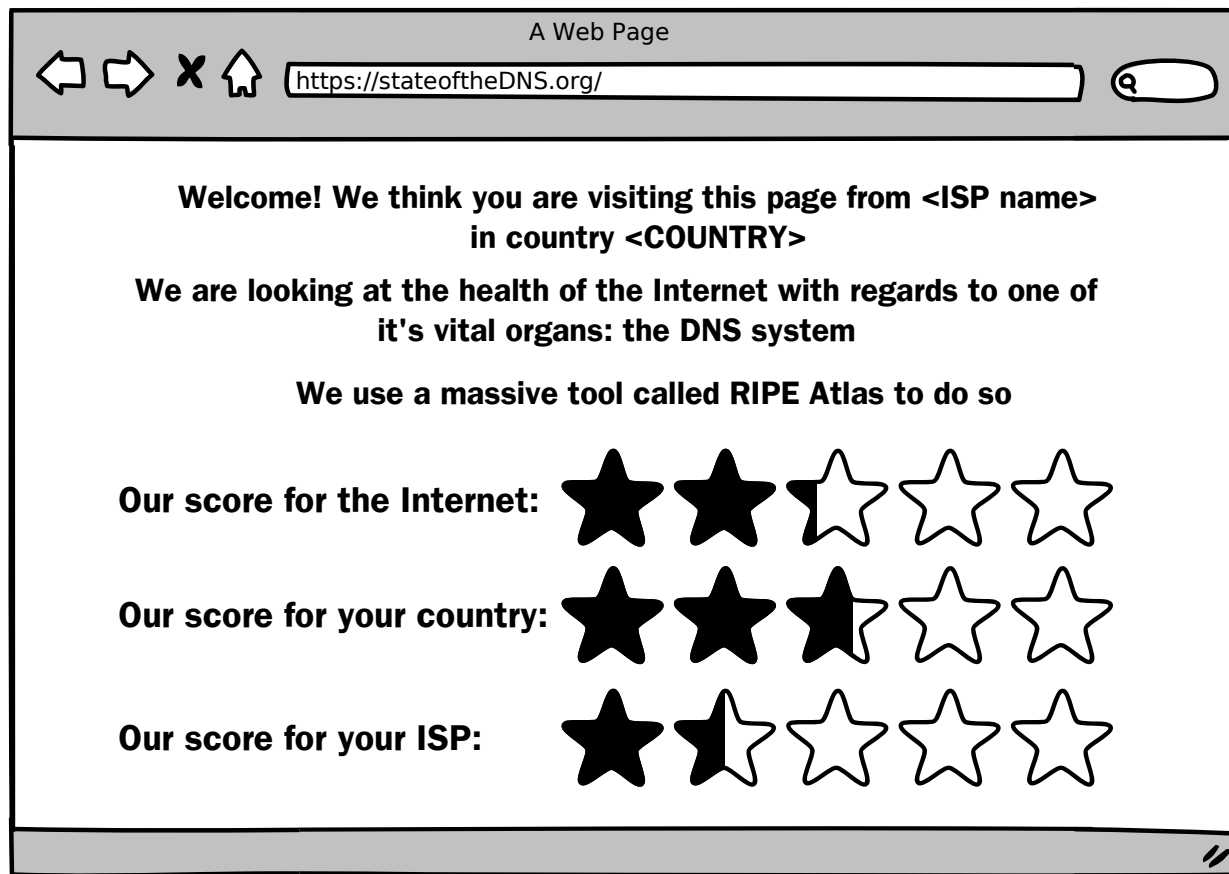 A Web Page
https://stateoftheDNS.org/
Welcome! We think you are visiting this page from <ISP name>
in country <COUNTRY>
We are looking at the health of the Internet with regards to one of
it's vital organs: the DNS system
We use a massive tool called RIPE Atlas to do so
Our score for the Internet:
Our score for your country:
Our score for your ISP: